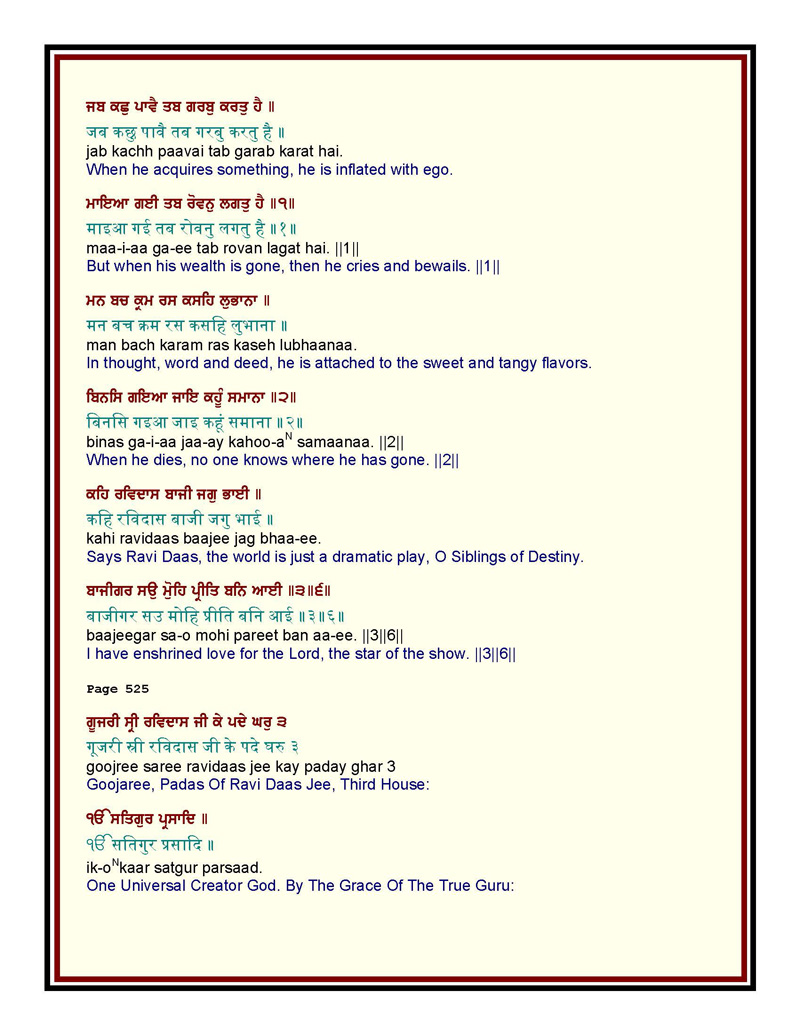 ਜਬ ਕਛੁ ਪਾਵੈ ਤਬ ਗਰਬੁ ਕਰਤੁ ਹੈ ॥
जब कछु पावै तब गरबु करतु है ॥
jab kachh paavai tab garab karat hai.
When he acquires something, he is inflated with ego.
ਮਾਇਆ ਗਈ ਤਬ ਰੋਵਨੁ ਲਗਤੁ ਹੈ ॥੧॥
माइआ गई तब रोवनु लगतु है ॥१॥
maa-i-aa ga-ee tab rovan lagat hai. ||1||
But when his wealth is gone, then he cries and bewails. ||1||
ਮਨ ਬਚ ਕ੍ਰਮ ਰਸ ਕਸਹਿ ਲੁਭਾਨਾ ॥
मन बच क्रम रस कसहि लुभाना ॥
man bach karam ras kaseh lubhaanaa.
In thought, word and deed, he is attached to the sweet and tangy flavors.
ਬਿਨਸਿ ਗਇਆ ਜਾਇ ਕਹੂੰ ਸਮਾਨਾ ॥੨॥
बिनसि गइआ जाइ कहूं समाना ॥२॥
binas ga-i-aa jaa-ay kahoo-aN samaanaa. ||2||
When he dies, no one knows where he has gone. ||2||
ਕਹਿ ਰਵਿਦਾਸ ਬਾਜੀ ਜਗੁ ਭਾਈ ॥
कहि रविदास बाजी जगु भाई ॥
kahi ravidaas baajee jag bhaa-ee.
Says Ravi Daas, the world is just a dramatic play, O Siblings of Destiny.
ਬਾਜੀਗਰ ਸਉ ਮੋੁਹਿ ਪ੍ਰੀਤਿ ਬਨਿ ਆਈ ॥੩॥੬॥
बाजीगर सउ मोहि प्रीति बनि आई ॥३॥६॥
baajeegar sa-o mohi pareet ban aa-ee. ||3||6||
I have enshrined love for the Lord, the star of the show. ||3||6||
Page 525
ਗੂਜਰੀ ਸ੍ਰੀ ਰਵਿਦਾਸ ਜੀ ਕੇ ਪਦੇ ਘਰੁ ੩
गूजरी स्री रविदास जी के पदे घरु ३
goojree saree ravidaas jee kay paday ghar 3
Goojaree, Padas Of Ravi Daas Jee, Third House:
ੴ ਸਤਿਗੁਰ ਪ੍ਰਸਾਦਿ ॥
ੴ सतिगुर प्रसादि ॥
ik-oNkaar satgur parsaad.
One Universal Creator God. By The Grace Of The True Guru: